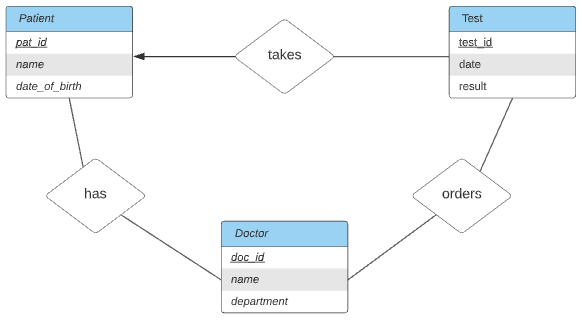 Patient
pat_id
name
date_of_birth
takes
Test
test_id
date
result
has
orders
Doctor
doc_id
name
department